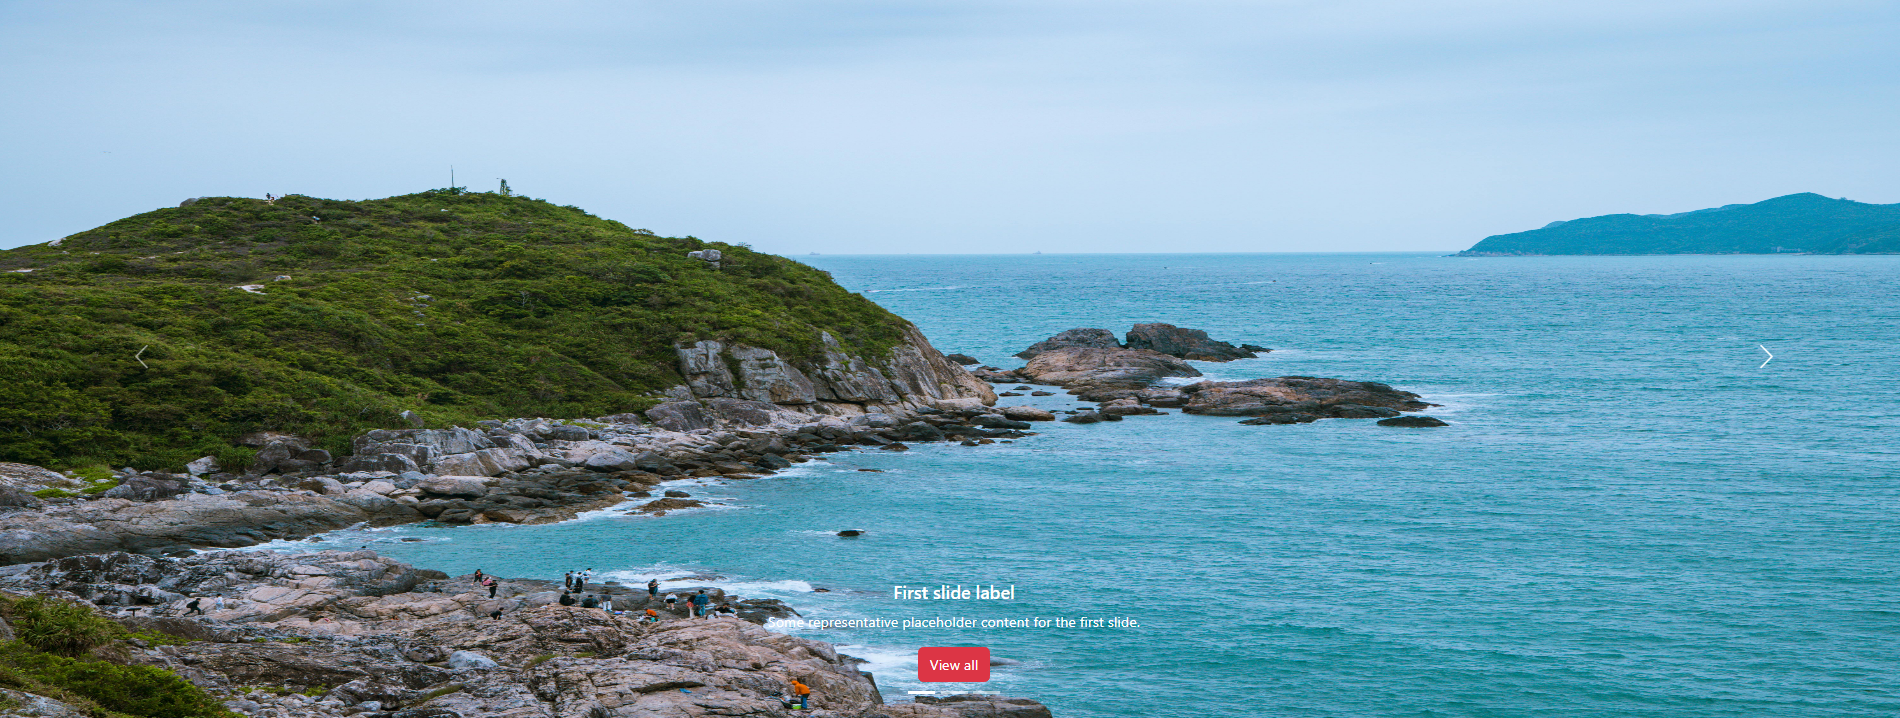 First slide label
Some representative placeholder content for the first slide.
View all